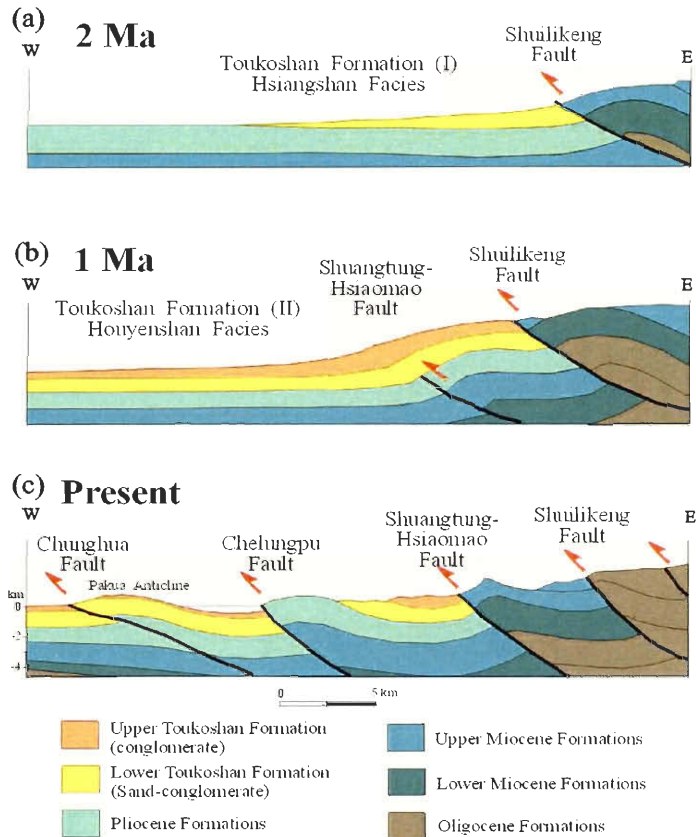 (a) 2 Ma
W
Toukoshan Formation (I)
Hsiangshan Facies
Shuilikeng
Fault
E
(b) 1 Ma
W
Toukoshan Formation (II)
Houyenshan Facies
Shuangtung-
Hsiaomao
Fault
Shuilikeng
Fault
E
(c) Present
W
Chunghua
Fault
Pakua Anticline
Chelungpu
Fault
Shuangtung-
Hsiaomao
Fault
Shuilikeng
Fault
E
km
0
-2
-4
0 5 km
Upper Toukoshan Formation
(conglomerate)
Lower Toukoshan Formation
(Sand-conglomerate)
Pliocene Formations
Upper Miocene Formations
Lower Miocene Formations
Oligocene Formations